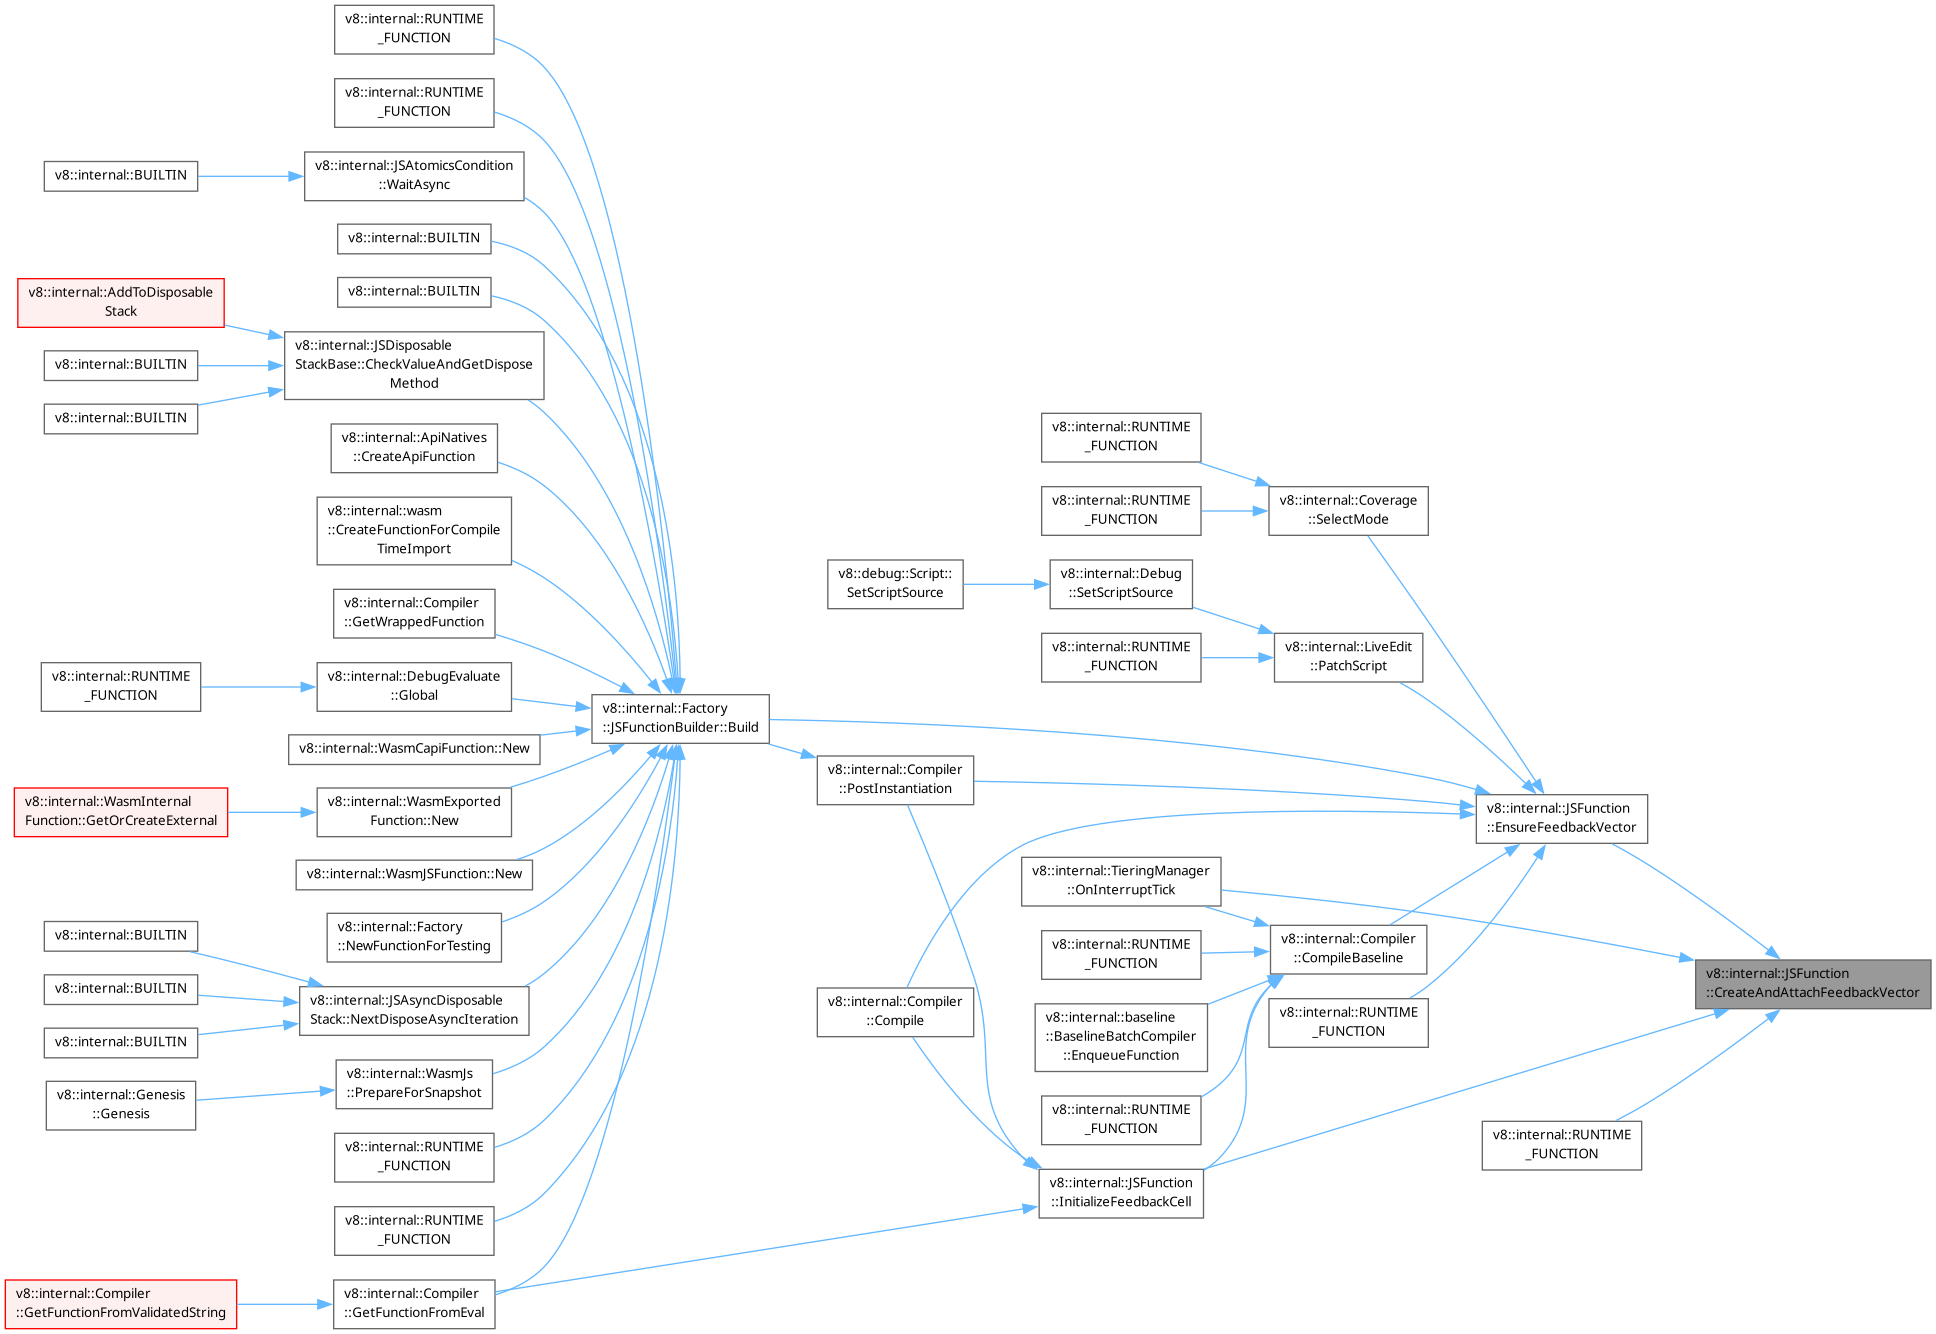 v8::internal::RUNTIME
_FUNCTION
v8::internal::RUNTIME
_FUNCTION
v8::internal::BUILTIN
v8::internal::JSAtomicsCondition
::WaitAsync
v8::internal::BUILTIN
v8::internal::BUILTIN
v8::internal::AddToDisposable
Stack
v8::internal::BUILTIN
v8::internal::BUILTIN
v8::internal::JSDisposable
StackBase::CheckValueAndGetDispose
Method
v8::internal::ApiNatives
::CreateApiFunction
v8::internal::wasm
::CreateFunctionForCompile
TimeImport
v8::internal::Compiler
::GetWrappedFunction
v8::internal::RUNTIME
_FUNCTION
v8::internal::DebugEvaluate
::Global
v8::internal::WasmCapiFunction::New
v8::internal::WasmInternal
Function::GetOrCreateExternal
v8::internal::WasmExported
Function::New
v8::internal::WasmJSFunction::New
v8::internal::Factory
::NewFunctionForTesting
v8::internal::BUILTIN
v8::internal::BUILTIN
v8::internal::BUILTIN
v8::internal::JSAsyncDisposable
Stack::NextDisposeAsyncIteration
v8::internal::Genesis
::Genesis
v8::internal::WasmJs
::PrepareForSnapshot
v8::internal::RUNTIME
_FUNCTION
v8::internal::RUNTIME
_FUNCTION
v8::internal::Compiler
::GetFunctionFromValidatedString
v8::internal::Compiler
::GetFunctionFromEval
v8::internal::Factory
::JSFunctionBuilder::Build
v8::internal::RUNTIME
_FUNCTION
v8::internal::RUNTIME
_FUNCTION
v8::internal::Coverage
::SelectMode
v8::debug::Script::
SetScriptSource
v8::internal::Debug
::SetScriptSource
v8::internal::RUNTIME
_FUNCTION
v8::internal::LiveEdit
::PatchScript
v8::internal::Compiler
::PostInstantiation
v8::internal::JSFunction
::EnsureFeedbackVector
v8::internal::TieringManager
::OnInterruptTick
v8::internal::RUNTIME
_FUNCTION
v8::internal::Compiler
::CompileBaseline
v8::internal::Compiler
::Compile
v8::internal::baseline
::BaselineBatchCompiler
::EnqueueFunction
v8::internal::RUNTIME
_FUNCTION
v8::internal::JSFunction
::CreateAndAttachFeedbackVector
v8::internal::RUNTIME
_FUNCTION
v8::internal::RUNTIME
_FUNCTION
v8::internal::JSFunction
::InitializeFeedbackCell